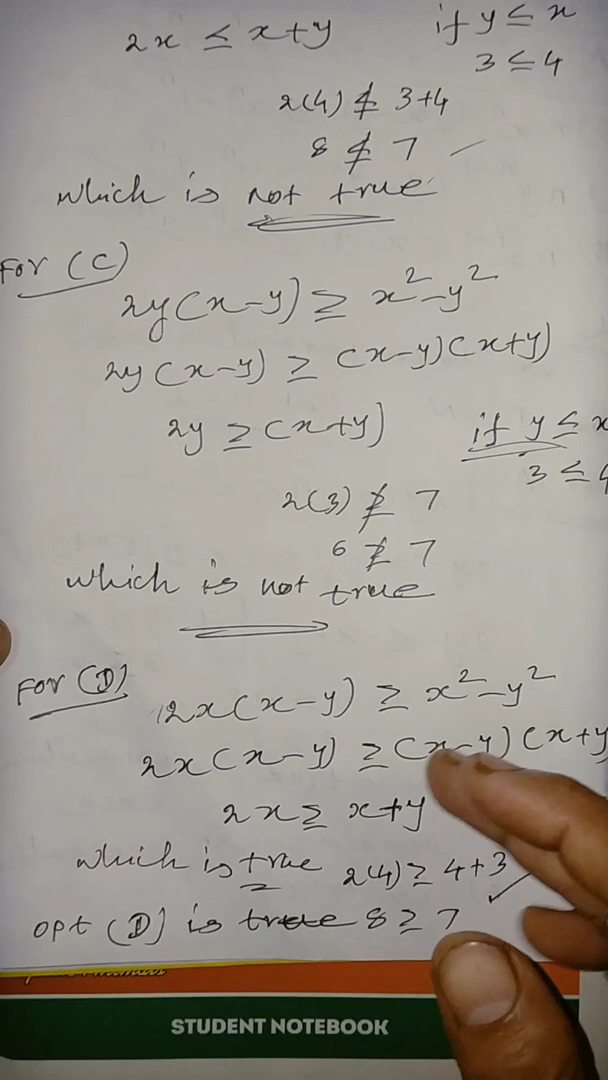 2x ≤ x+y if y ≤ x
3 ≤ 4
2(4) ≰ 3+4
8 ≰ 7
which is not true
For (C)
2y(x-y) ≥ x²-y²
2y(x-y) ≥ (x-y)(x+y)
2y ≥ (x+y) if y ≤ x
3 ≤ 4
2(3) ≱ 7
6 ≱ 7
which is not true
For (D)
2x(x-y) ≥ x²-y²
2x(x-y) ≥ (x-y)(x+y)
2x ≥ x+y
which is true 2(4) ≥ 4+3
opt (D) is true 8 ≥ 7
STUDENT NOTEBOOK